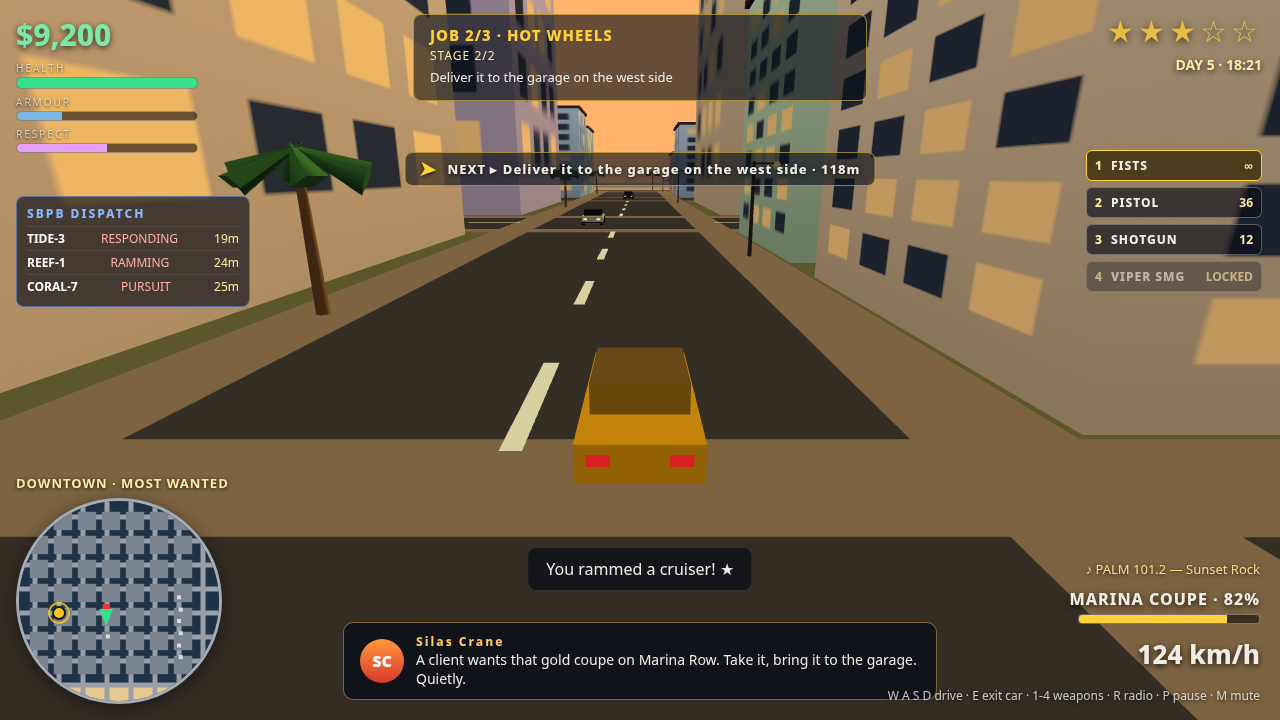 $9,200
HEALTH
ARMOUR
RESPECT
SBPB DISPATCH
TIDE-3 RESPONDING 19m
REEF-1 RAMMING 24m
CORAL-7 PURSUIT 25m
JOB 2/3 · HOT WHEELS
STAGE 2/2
Deliver it to the garage on the west side
➤ NEXT ▸ Deliver it to the garage on the west side · 118m
★★★☆☆
DAY 5 · 18:21
1 FISTS ∞
2 PISTOL 36
3 SHOTGUN 12
4 VIPER SMG LOCKED
DOWNTOWN · MOST WANTED
You rammed a cruiser! ★
SC
Silas Crane
A client wants that gold coupe on Marina Row. Take it, bring it to the garage.
Quietly.
♪ PALM 101.2 — Sunset Rock
MARINA COUPE · 82%
124 km/h
W A S D drive · E exit car · 1-4 weapons · R radio · P pause · M mute